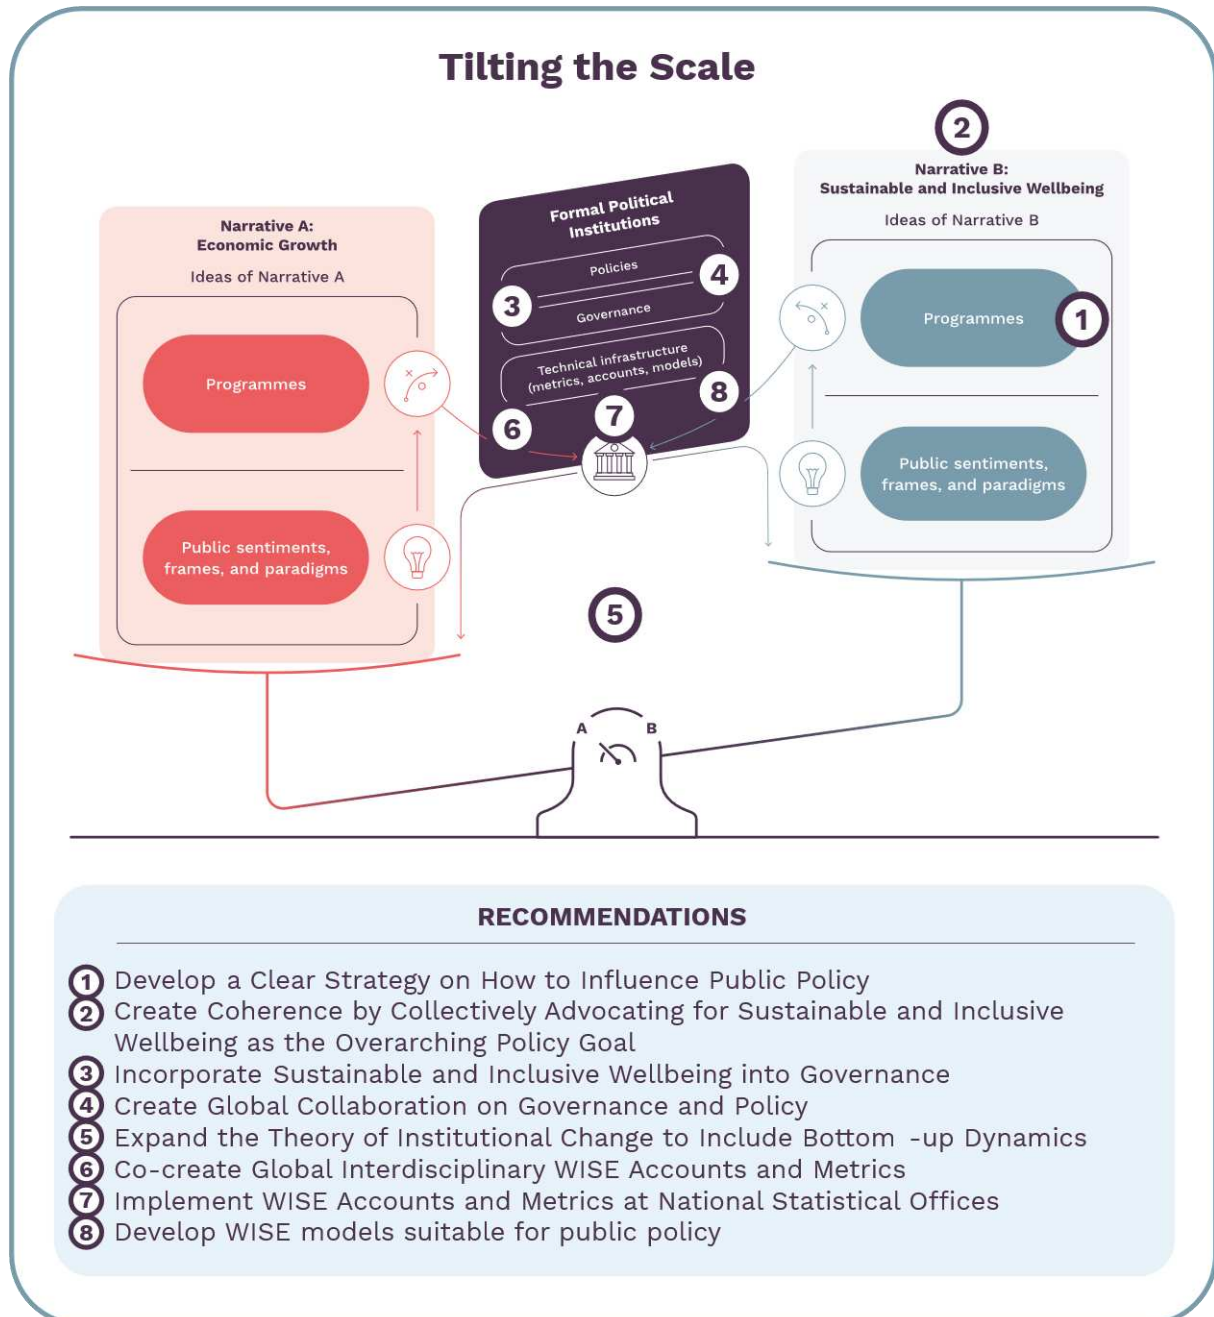 Tilting the Scale
2
Narrative B:
Sustainable and Inclusive Wellbeing
Ideas of Narrative B
Programmes
1
Public sentiments,
frames, and paradigms
Formal Political
Institutions
Policies
4
3
Governance
Technical infrastructure
(metrics, accounts, models)
8
7
6
Narrative A:
Economic Growth
Ideas of Narrative A
Programmes
Public sentiments,
frames, and paradigms
5
A
B
RECOMMENDATIONS
1 Develop a Clear Strategy on How to Influence Public Policy
2 Create Coherence by Collectively Advocating for Sustainable and Inclusive
Wellbeing as the Overarching Policy Goal
3 Incorporate Sustainable and Inclusive Wellbeing into Governance
4 Create Global Collaboration on Governance and Policy
5 Expand the Theory of Institutional Change to Include Bottom -up Dynamics
6 Co-create Global Interdisciplinary WISE Accounts and Metrics
7 Implement WISE Accounts and Metrics at National Statistical Offices
8 Develop WISE models suitable for public policy